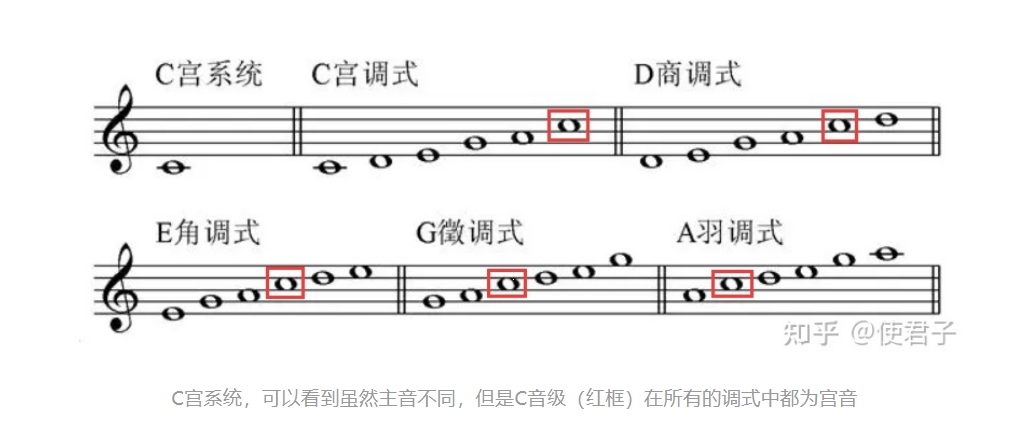 C宫系统 C宫调式 D商调式
E角调式 G徵调式 A羽调式
知乎 @使君子
C宫系统，可以看到虽然主音不同，但是C音级（红框）在所有的调式中都为宫音